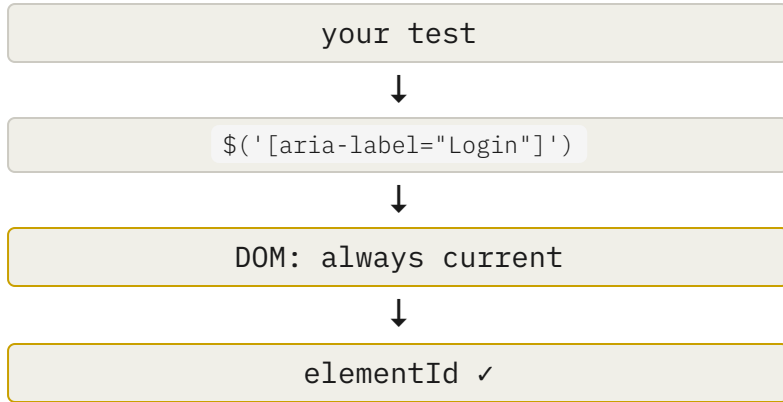 your test
↓
$('[aria-label="Login"]')
↓
DOM: always current
↓
elementId ✓